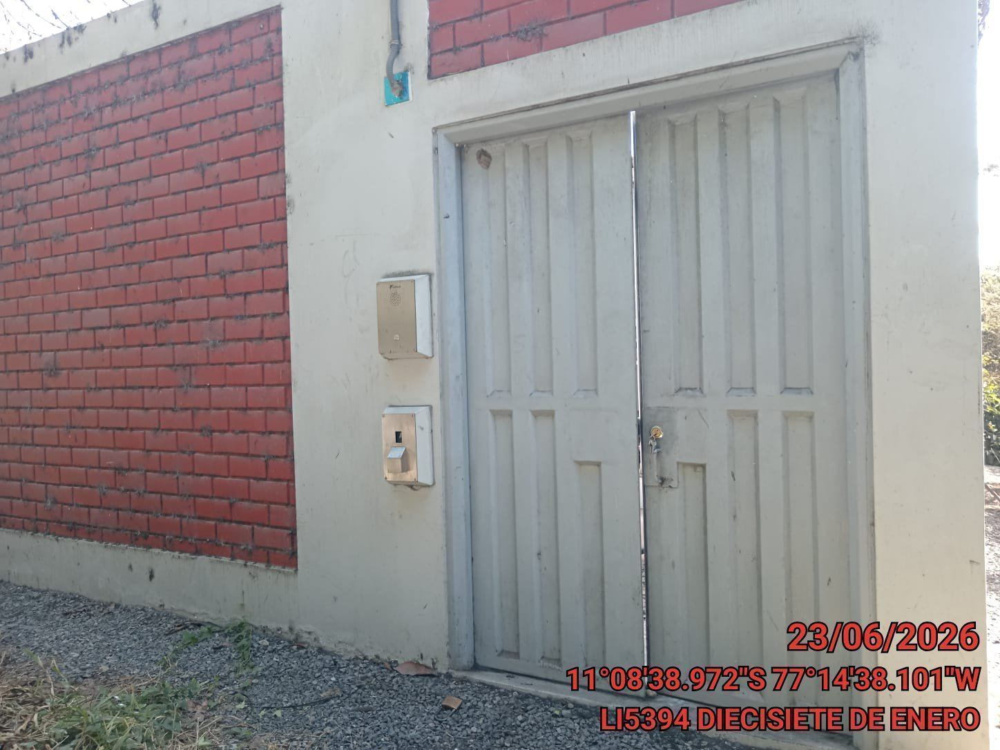 23/06/2026
11°08'38.972"S 77°14'38.101"W
LI5394 DIECISIETE DE ENERO